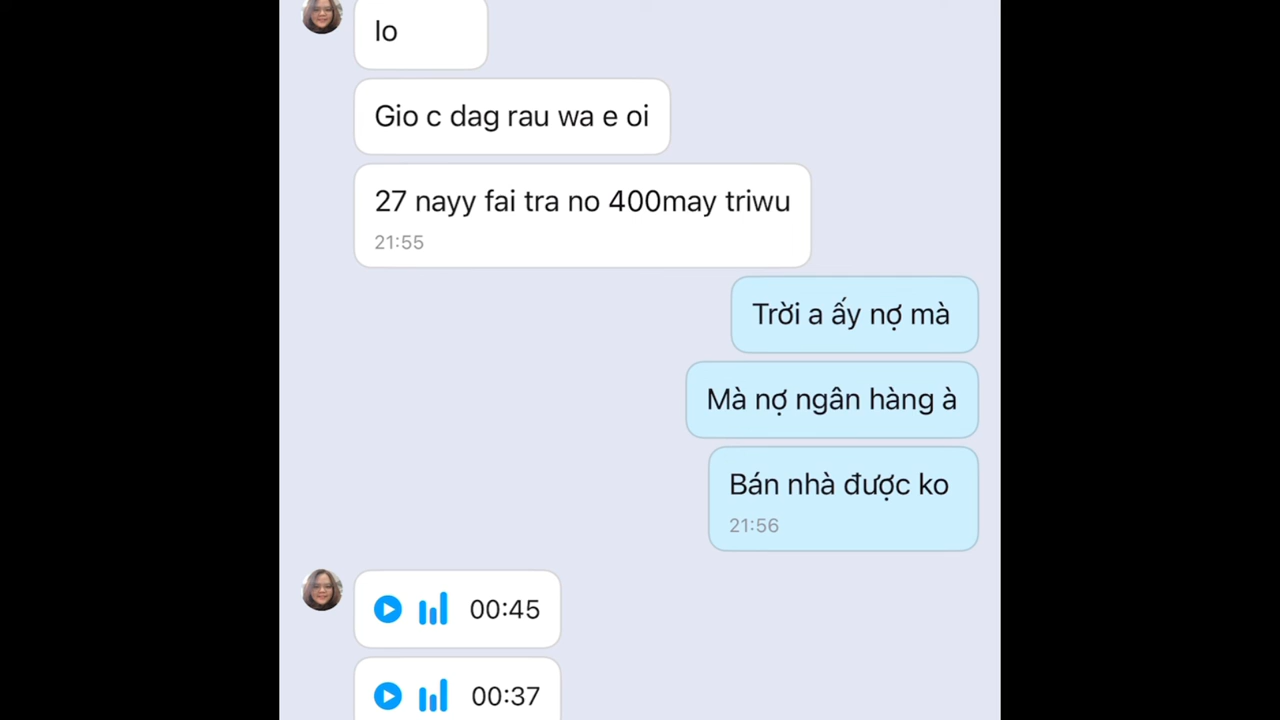 lo
Gio c dag rau wa e oi
27 nayy fai tra no 400may triwu
21:55
Trời a ấy nợ mà
Mà nợ ngân hàng à
Bán nhà được ko
21:56
00:45
00:37